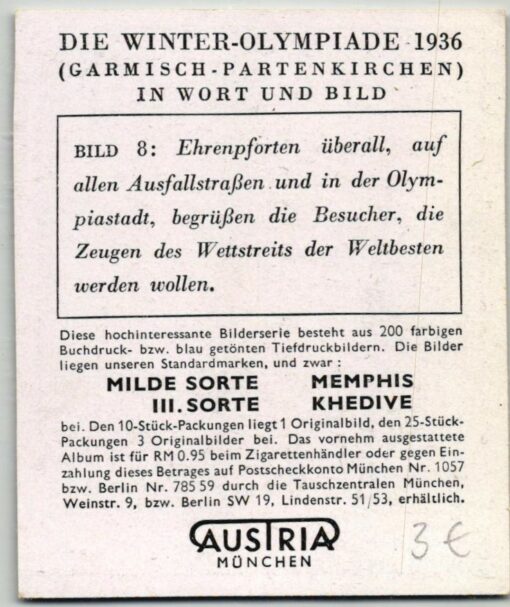 DIE WINTER-OLYMPIADE 1936
(GARMISCH-PARTENKIRCHEN)
IN WORT UND BILD
BILD 8: Ehrenpforten überall, auf
allen Ausfallstraßen und in der Olym-
piastadt, begrüßen die Besucher, die
Zeugen des Wettstreits der Weltbesten
werden wollen.
Diese hochinteressante Bilderserie besteht aus 200 farbigen
Buchdruck- bzw. blau getönten Tiefdruckbildern. Die Bilder
liegen unseren Standardmarken, und zwar:
MILDE SORTE MEMPHIS
III. SORTE KHEDIVE
bei. Den 10-Stück-Packungen liegt 1 Originalbild, den 25-Stück-
Packungen 3 Originalbilder bei. Das vornehm ausgestattete
Album ist für RM 0.95 beim Zigarettenhändler oder gegen Ein-
zahlung dieses Betrages auf Postscheckkonto München Nr. 1057
bzw. Berlin Nr. 785 59 durch die Tauschzentralen München,
Weinstr. 9, bzw. Berlin SW 19, Lindenstr. 51/53, erhältlich.
AUSTRIA
MÜNCHEN
3 €